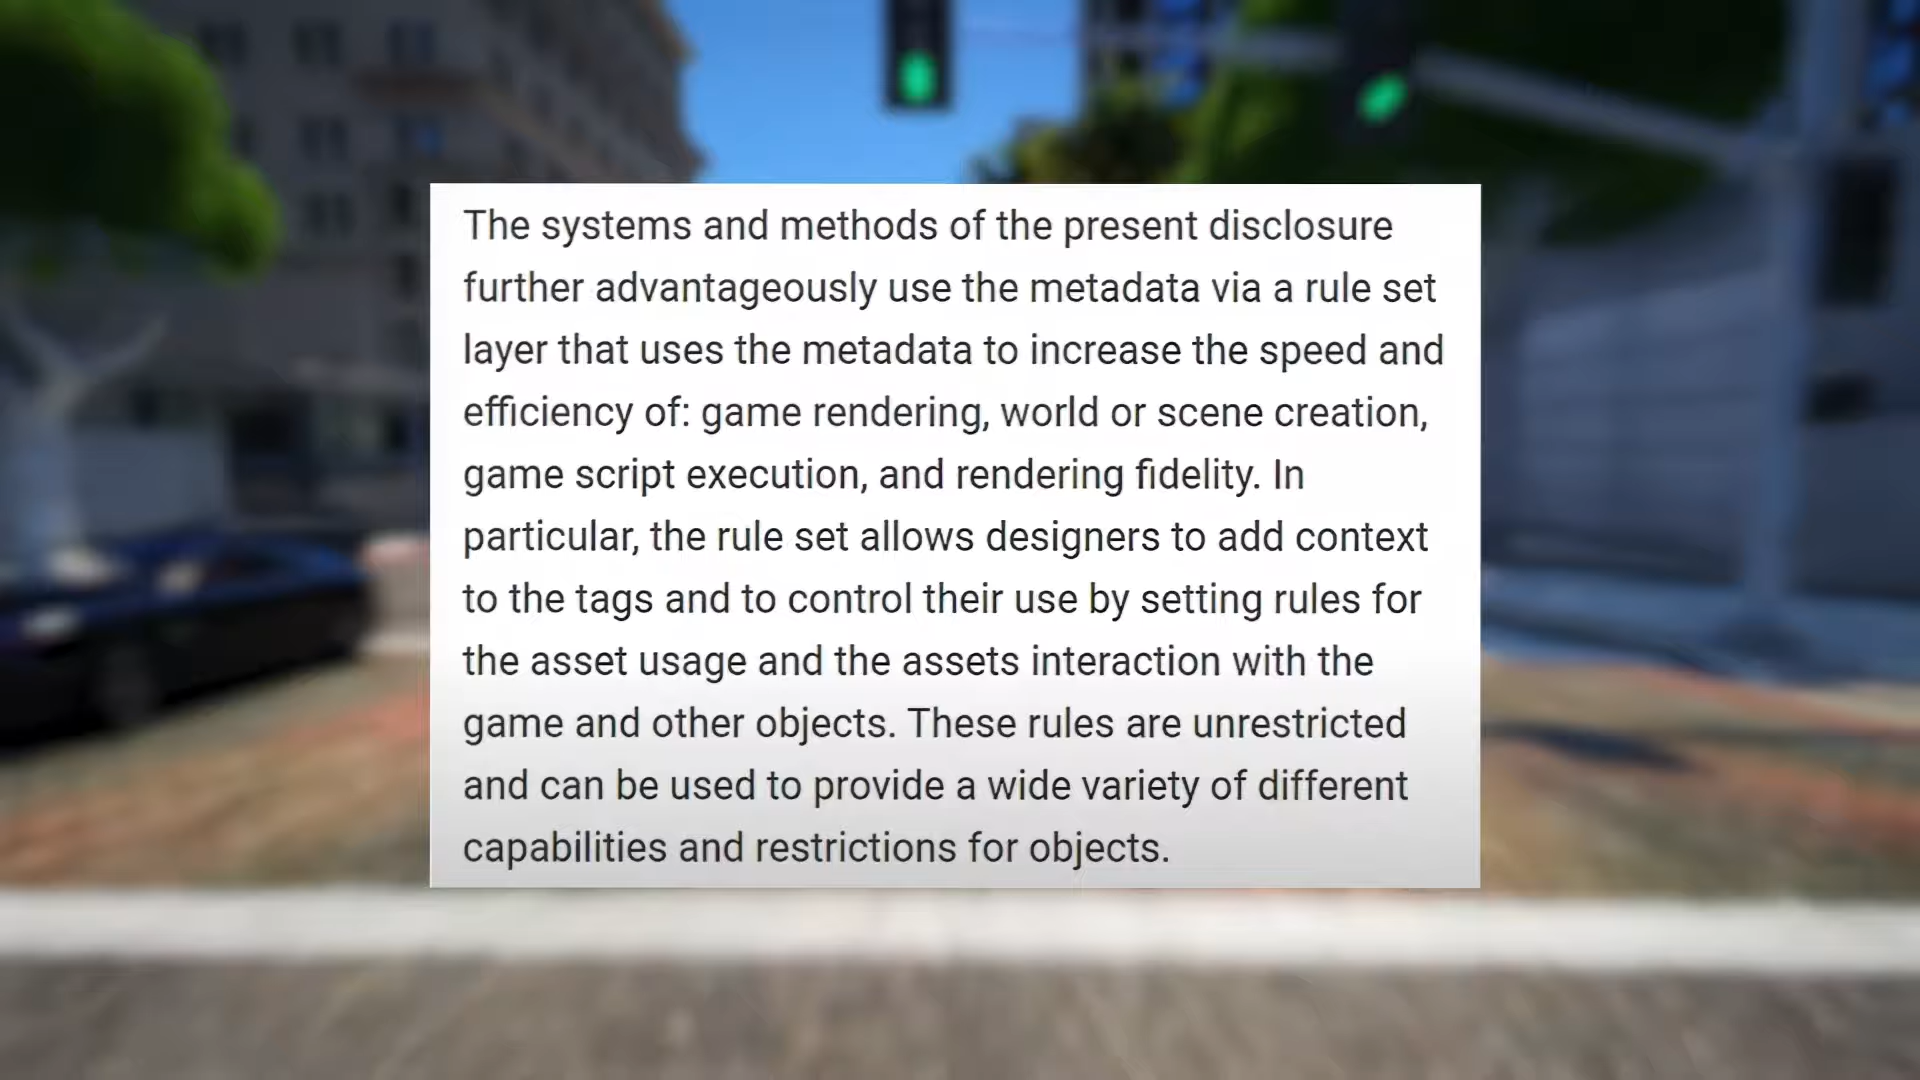 The systems and methods of the present disclosure
further advantageously use the metadata via a rule set
layer that uses the metadata to increase the speed and
efficiency of: game rendering, world or scene creation,
game script execution, and rendering fidelity. In
particular, the rule set allows designers to add context
to the tags and to control their use by setting rules for
the asset usage and the assets interaction with the
game and other objects. These rules are unrestricted
and can be used to provide a wide variety of different
capabilities and restrictions for objects.